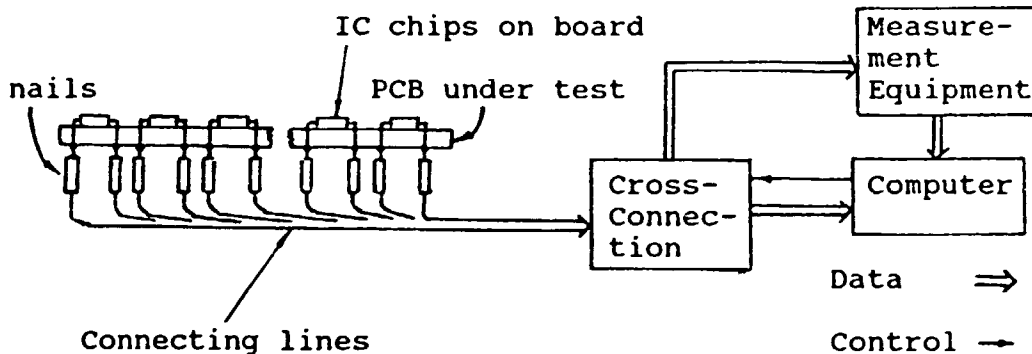 IC chips on board
nails
PCB under test
Measure-
ment
Equipment
Cross-
Connec-
tion
Computer
Connecting lines
Data
Control